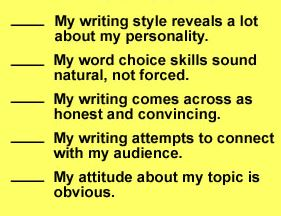 ____ My writing style reveals a lot
about my personality.
____ My word choice skills sound
natural, not forced.
____ My writing comes across as
honest and convincing.
____ My writing attempts to connect
with my audience.
____ My attitude about my topic is
obvious.